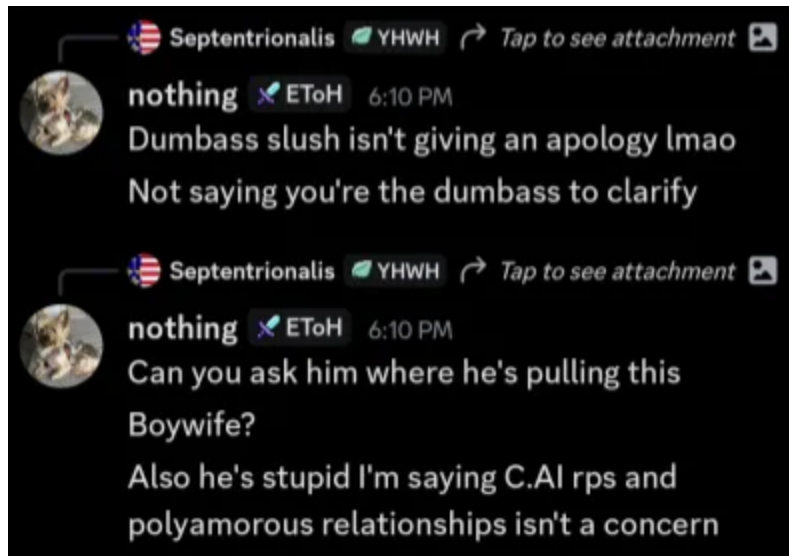 Septentrionalis YHWH Tap to see attachment
nothing EToH 6:10 PM
Dumbass slush isn't giving an apology lmao
Not saying you're the dumbass to clarify
Septentrionalis YHWH Tap to see attachment
nothing EToH 6:10 PM
Can you ask him where he's pulling this
Boywife?
Also he's stupid I'm saying C.AI rps and
polyamorous relationships isn't a concern